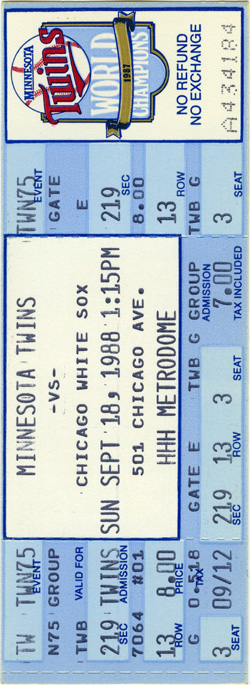 MINNESOTA
Twins
1987
WORLD
CHAMPIONS
NO REFUND
NO EXCHANGE
A434184
TWN75 219 13 3
EVENT SEC ROW SEAT
GATE E 8.00 TWB G
MINNESOTA TWINS
-VS-
CHICAGO WHITE SOX
SUN SEPT 18, 1988 1:15PM
501 CHICAGO AVE.
HHH METRODOME
TWB G GROUP 7.00
ADMISSION TAX INCLUDED
GATE E 219 13 3
SEC ROW SEAT
TW TWN75
EVENT
N75 GROUP
VALID FOR
TWB TWINS
ADMISSION
219 7064 #01
SEC
8.00
PRICE
13
ROW
G 0.518
TAX
09/12
3
SEAT